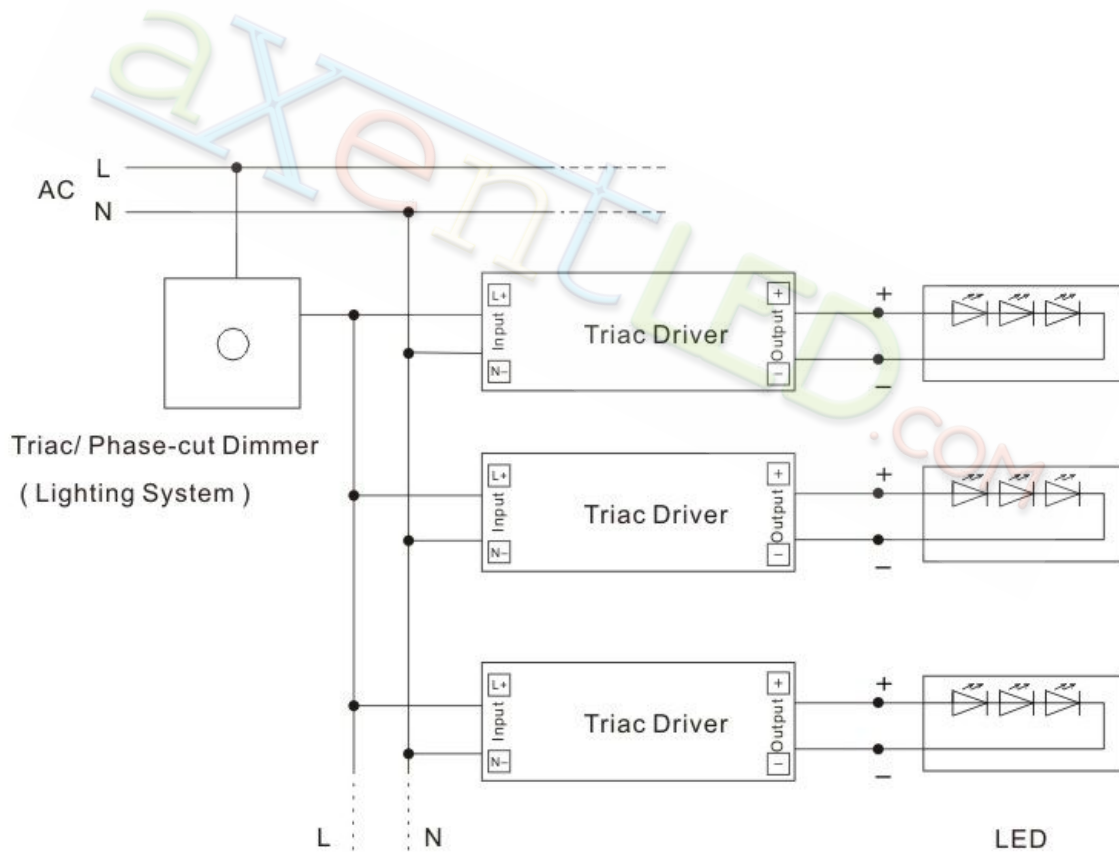 axentLED.com
AC
L
N
L+
Input
N–
Triac Driver
+
Output
–
+
–
Triac/ Phase-cut Dimmer
( Lighting System )
L+
Input
N–
Triac Driver
+
Output
–
+
–
L+
Input
N–
Triac Driver
+
Output
–
+
–
L
N
LED